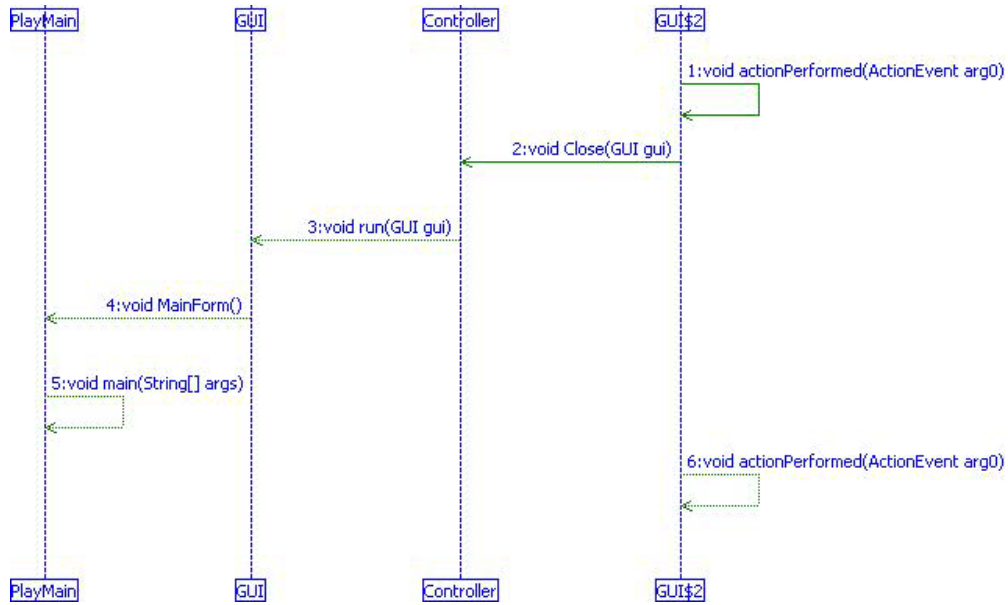 PlayMain GUI Controller GUI$2
1:void actionPerformed(ActionEvent arg0)
2:void Close(GUI gui)
3:void run(GUI gui)
4:void MainForm()
5:void main(String[] args)
6:void actionPerformed(ActionEvent arg0)
PlayMain GUI Controller GUI$2